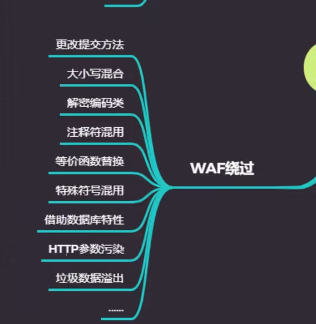 更改提交方法
大小写混合
解密编码类
注释符混用
等价函数替换
特殊符号混用
借助数据库特性
HTTP参数污染
垃圾数据溢出
......
WAF绕过